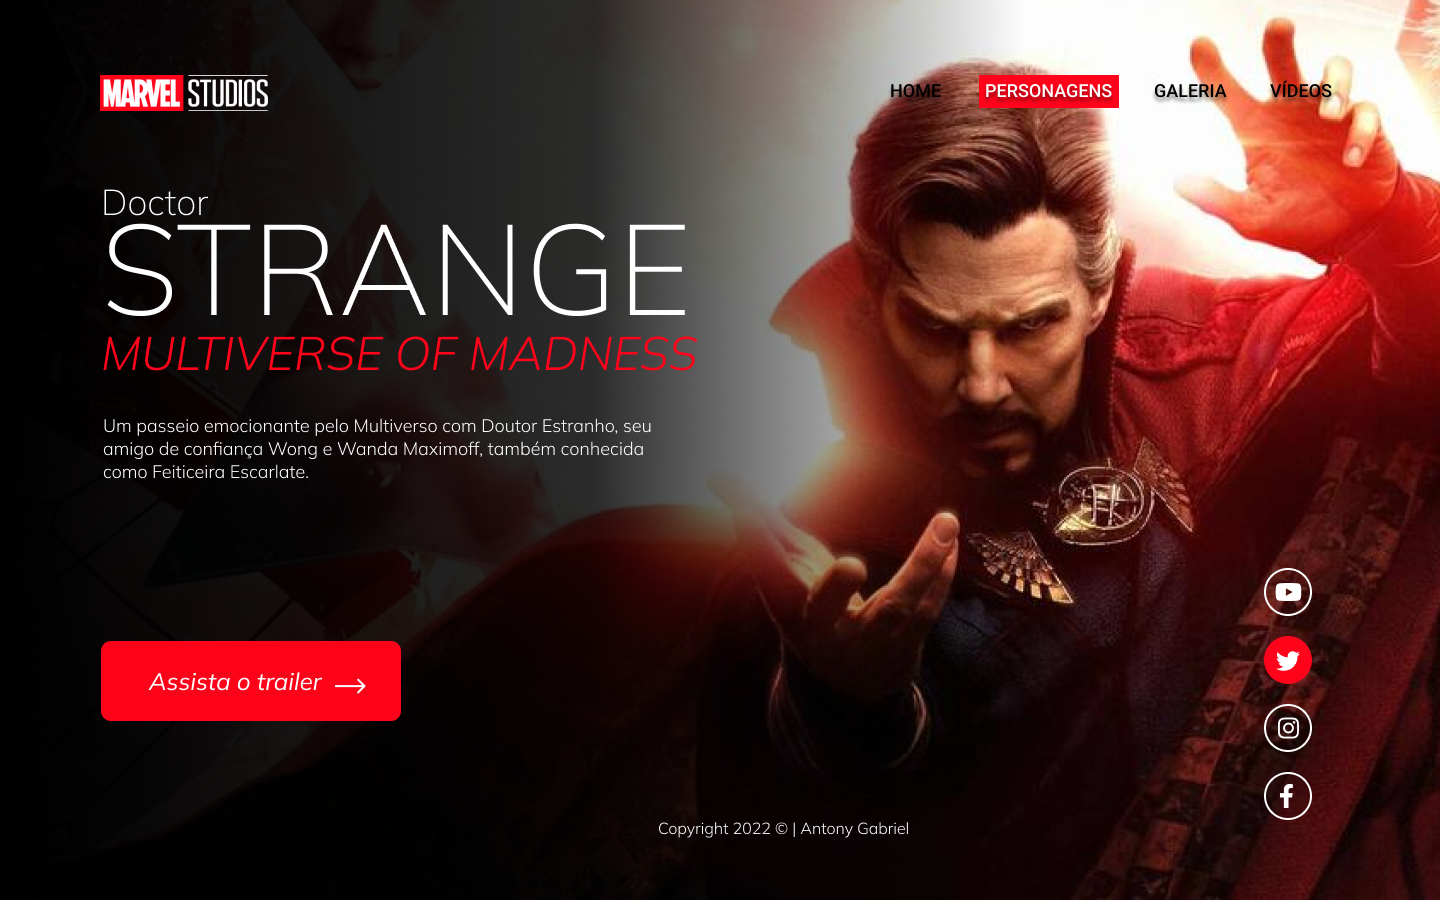 MARVEL STUDIOS
HOME PERSONAGENS GALERIA VÍDEOS
Doctor
STRANGE
MULTIVERSE OF MADNESS
Um passeio emocionante pelo Multiverso com Doutor Estranho, seu
amigo de confiança Wong e Wanda Maximoff, também conhecida
como Feiticeira Escarlate.
Assista o trailer
Copyright 2022 © | Antony Gabriel